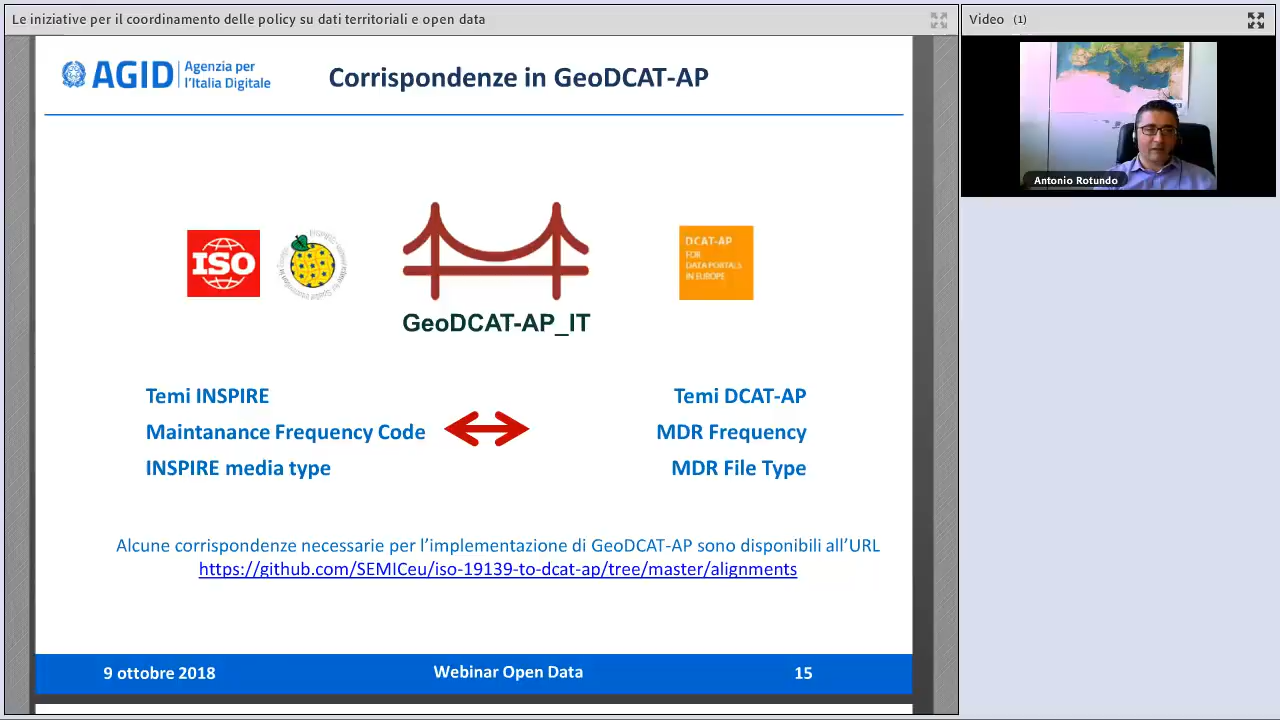 Le iniziative per il coordinamento delle policy su dati territoriali e open data
Video (1)
AGID
Agenzia per
l'Italia Digitale
Corrispondenze in GeoDCAT-AP
Antonio Rotundo
ISO
DCAT-AP
FOR
DATA PORTALS
IN EUROPE
GeoDCAT-AP_IT
Temi INSPIRE
Temi DCAT-AP
Maintanance Frequency Code
MDR Frequency
INSPIRE media type
MDR File Type
Alcune corrispondenze necessarie per l'implementazione di GeoDCAT-AP sono disponibili all'URL
https://github.com/SEMICeu/iso-19139-to-dcat-ap/tree/master/alignments
9 ottobre 2018
Webinar Open Data
15